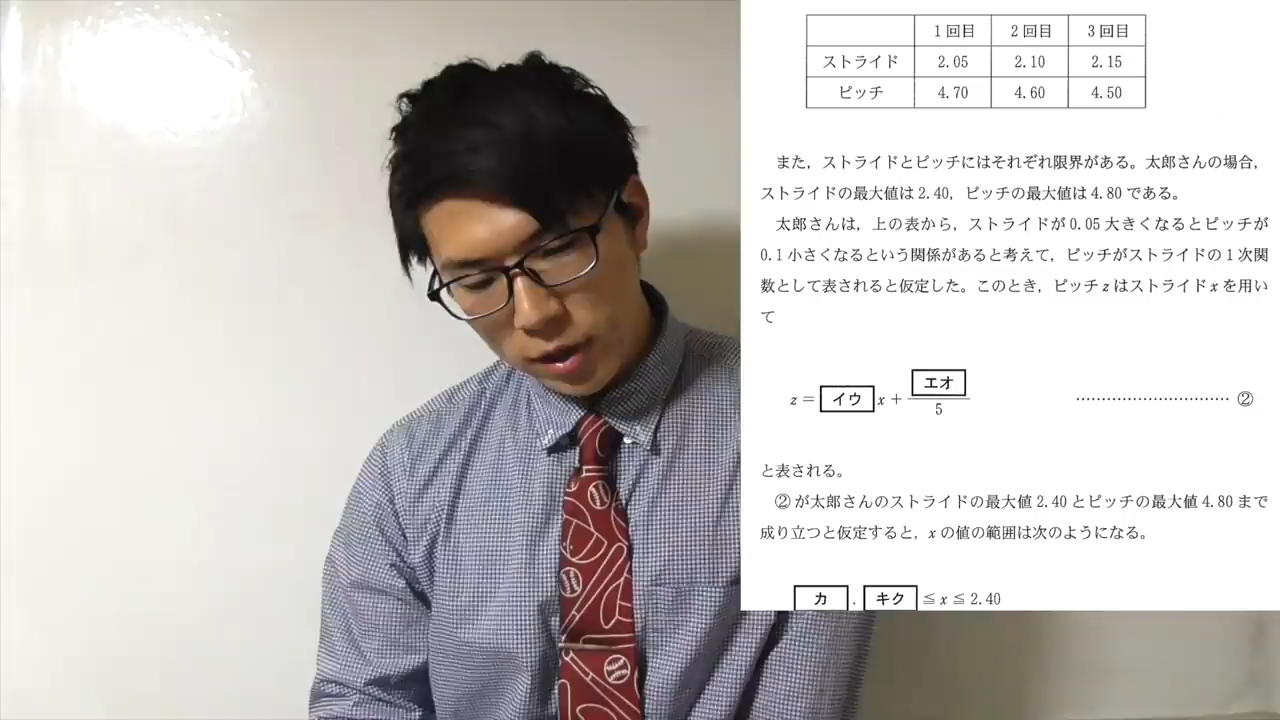 1回目 2回目 3回目
ストライド 2.05 2.10 2.15
ピッチ 4.70 4.60 4.50
また，ストライドとピッチにはそれぞれ限界がある。太郎さんの場合，
ストライドの最大値は 2.40，ピッチの最大値は 4.80 である。
太郎さんは，上の表から，ストライドが 0.05 大きくなるとピッチが
0.1 小さくなるという関係があると考えて，ピッチがストライドの1次関
数として表されると仮定した。このとき，ピッチ z はストライド x を用い
て
z = イウ x + エオ/5 ……………………… ②
と表される。
② が太郎さんのストライドの最大値 2.40 とピッチの最大値 4.80 まで
成り立つと仮定すると，x の値の範囲は次のようになる。
カ . キク ≦ x ≦ 2.40